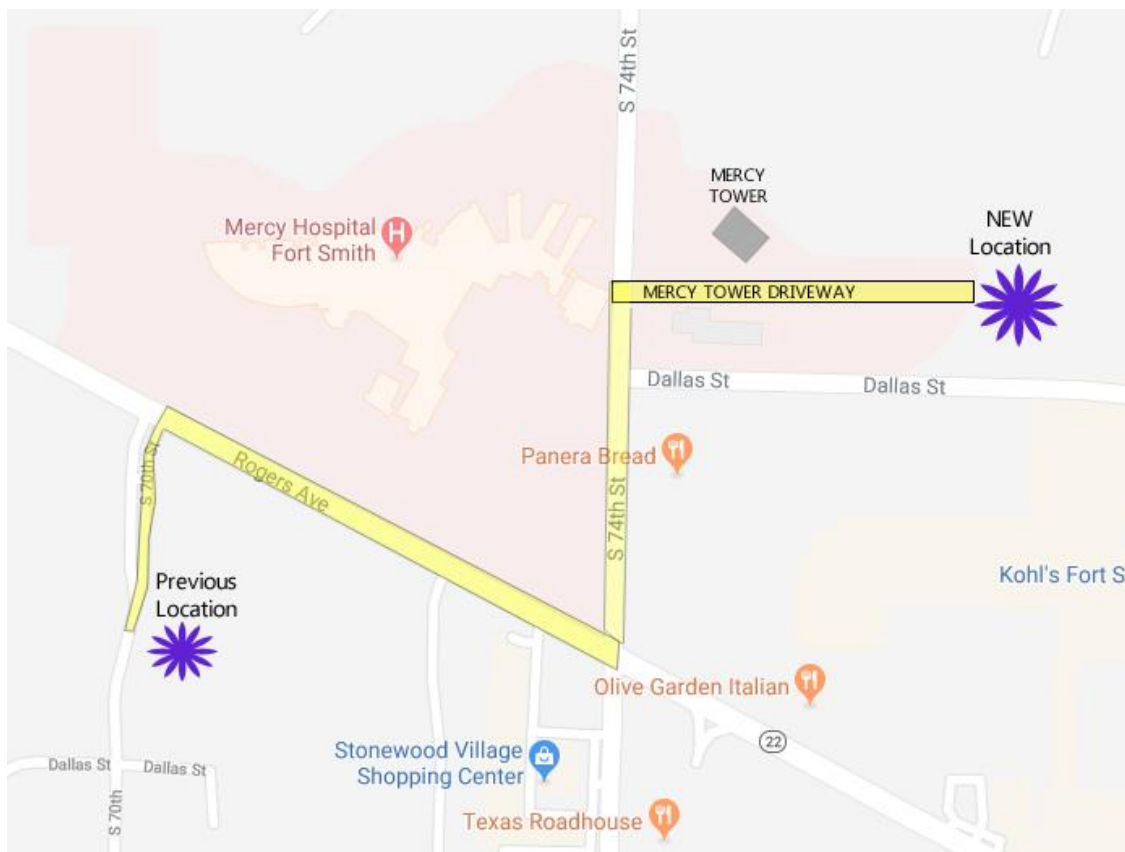 S 74th St
MERCY
TOWER
Mercy Hospital
Fort Smith
H
NEW
Location
MERCY TOWER DRIVEWAY
Dallas St
Dallas St
Panera Bread
S 70th St
Rogers Ave
S 74th St
Kohl's Fort S
Previous
Location
Olive Garden Italian
22
Stonewood Village
Shopping Center
Dallas St
Dallas St
S 70th
Texas Roadhouse